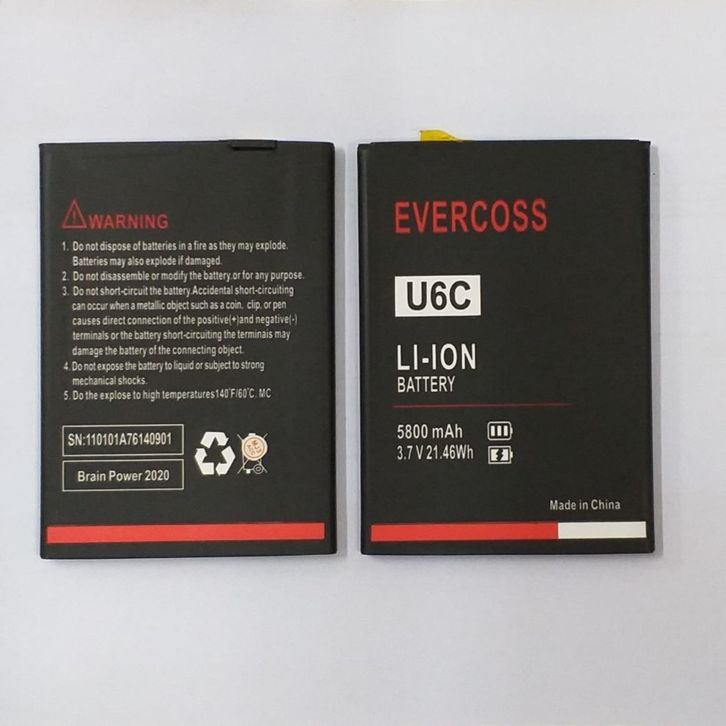 WARNING
1. Do not dispose of batteries in a fire as they may explode.
Batteries may also explode if damaged.
2. Do not disassemble or modify the battery.or for any purpose.
3. Do not short-circuit the battery.Accidental short-circuiting
can occur when a metallic object such as a coin, clip, or pen
causes direct connection of the positive(+)and negative(-)
terminals or the battery short-circuiting the terminais may
damage the battery of the connecting object.
4. Do not expose the battery to liquid or subject to strong
mechanical shocks.
5. Do the explose to high temperatures140°F/60°C. MC
SN:110101A76140901
Brain Power 2020
EVERCOSS
U6C
LI-ION
BATTERY
5800 mAh
3.7 V 21.46Wh
Made in China